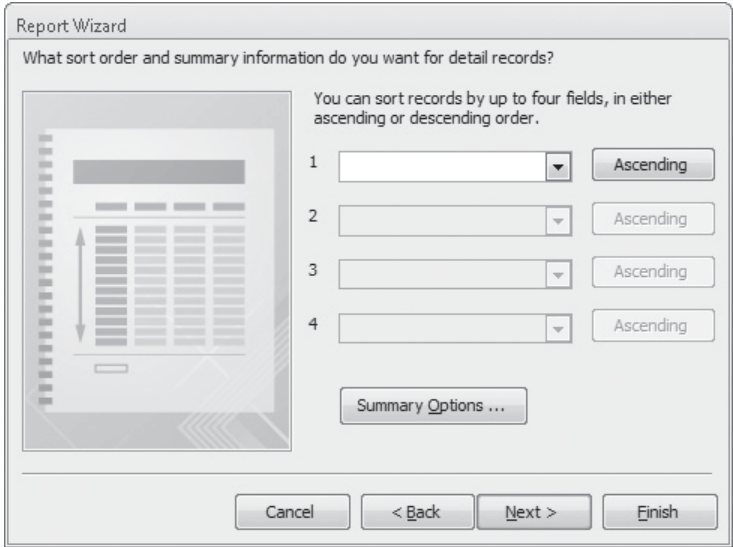 Report Wizard
What sort order and summary information do you want for detail records?
You can sort records by up to four fields, in either
ascending or descending order.
1 Ascending
2 Ascending
3 Ascending
4 Ascending
Summary Options ...
Cancel < Back Next > Finish